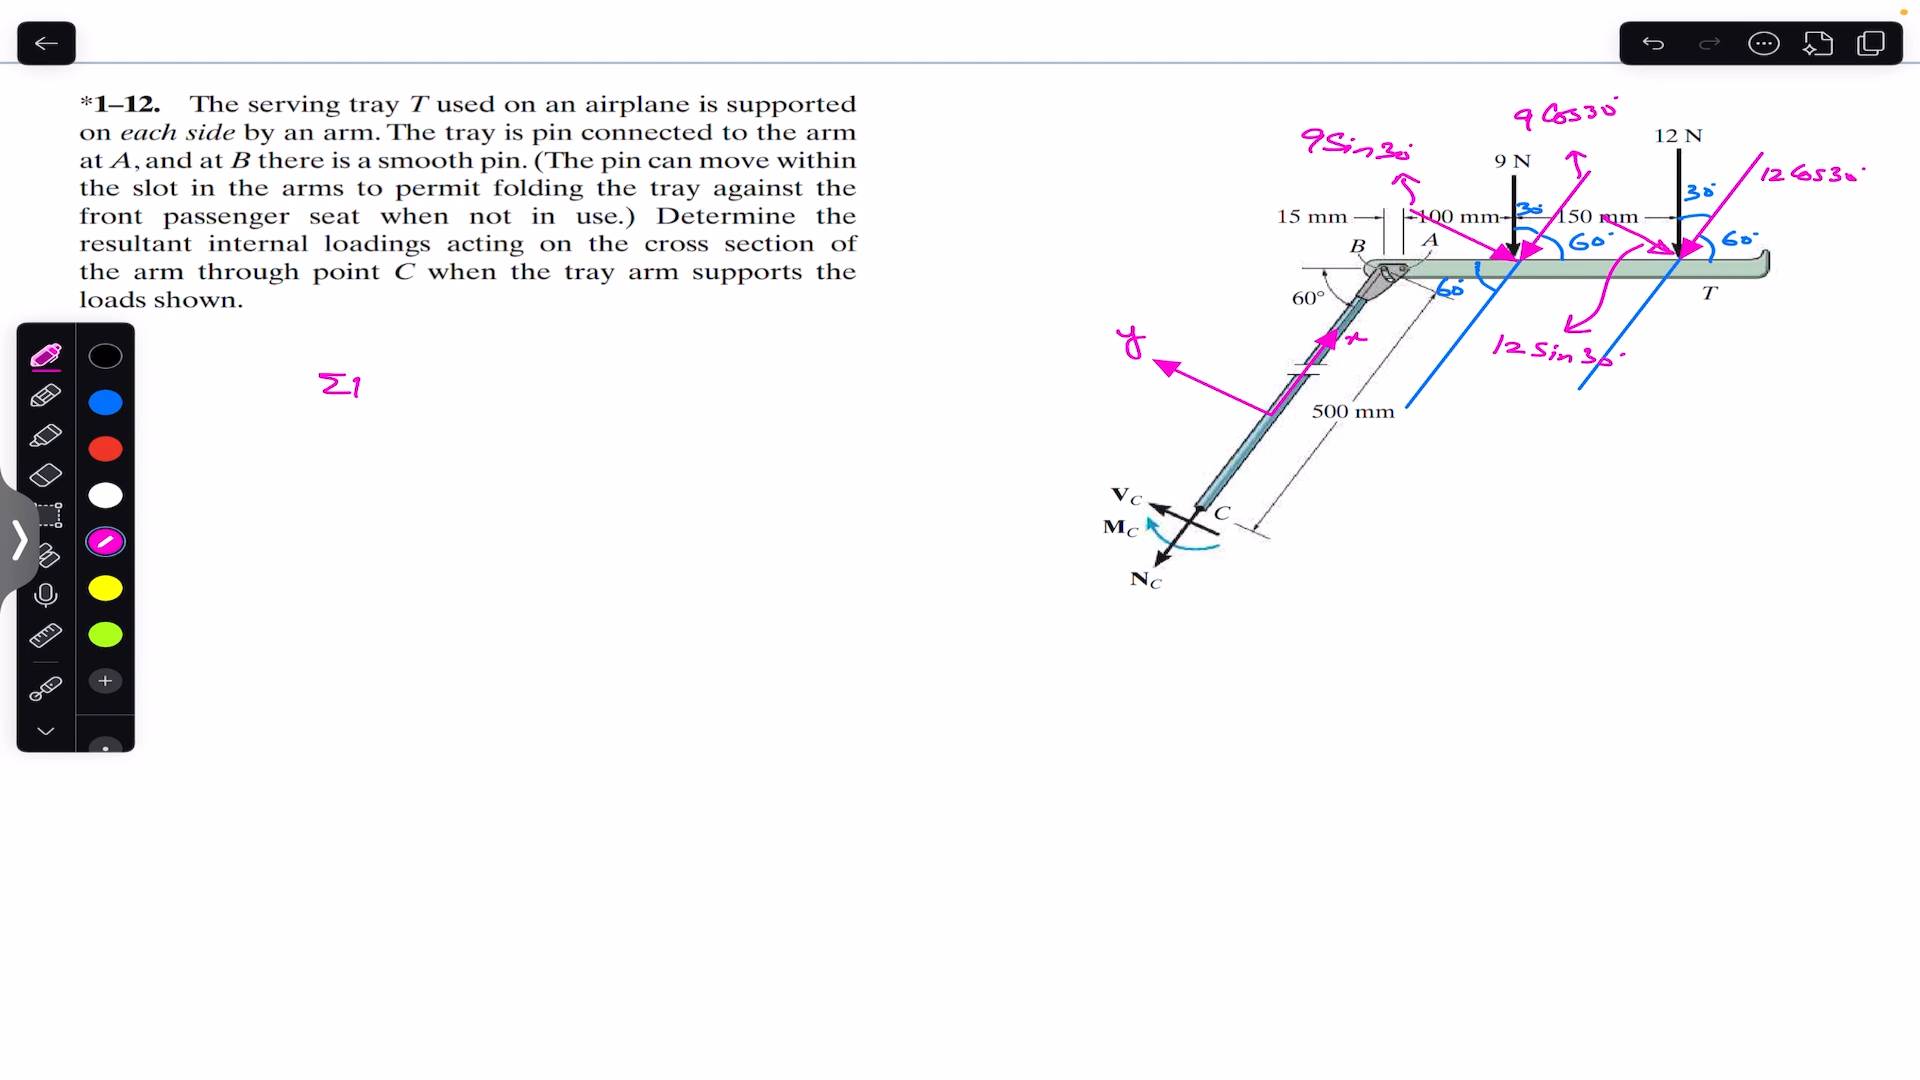 *1–12. The serving tray T used on an airplane is supported
on each side by an arm. The tray is pin connected to the arm
at A, and at B there is a smooth pin. (The pin can move within
the slot in the arms to permit folding the tray against the
front passenger seat when not in use.) Determine the
resultant internal loadings acting on the cross section of
the arm through point C when the tray arm supports the
loads shown.
Σ1
9 Cos30°
9 Sin30°
12 N
9 N
12 Cos30°
30°
15 mm
100 mm
30°
150 mm
B
A
60°
60°
60°
60°
T
x
y
12 Sin30°
500 mm
V_C
C
M_C
N_C